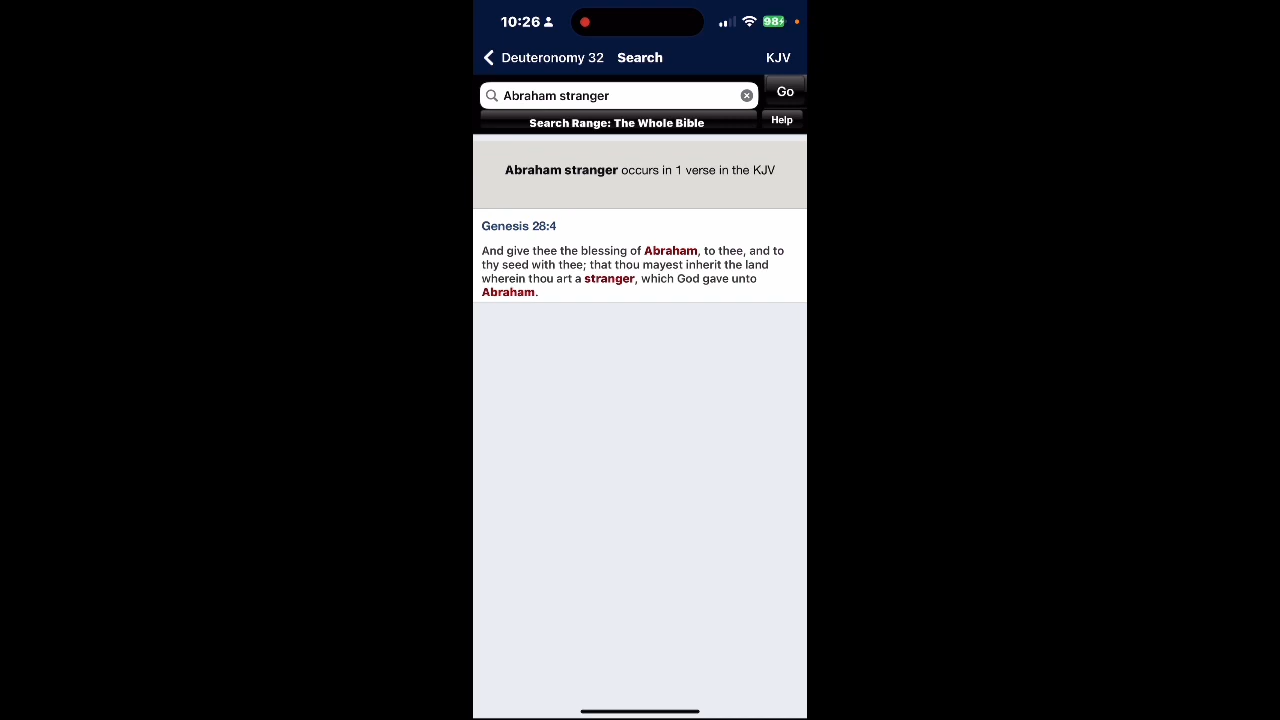 10:26 98
Deuteronomy 32 Search KJV
Abraham stranger Go
Search Range: The Whole Bible Help
Abraham stranger occurs in 1 verse in the KJV
Genesis 28:4
And give thee the blessing of Abraham, to thee, and to
thy seed with thee; that thou mayest inherit the land
wherein thou art a stranger, which God gave unto
Abraham.